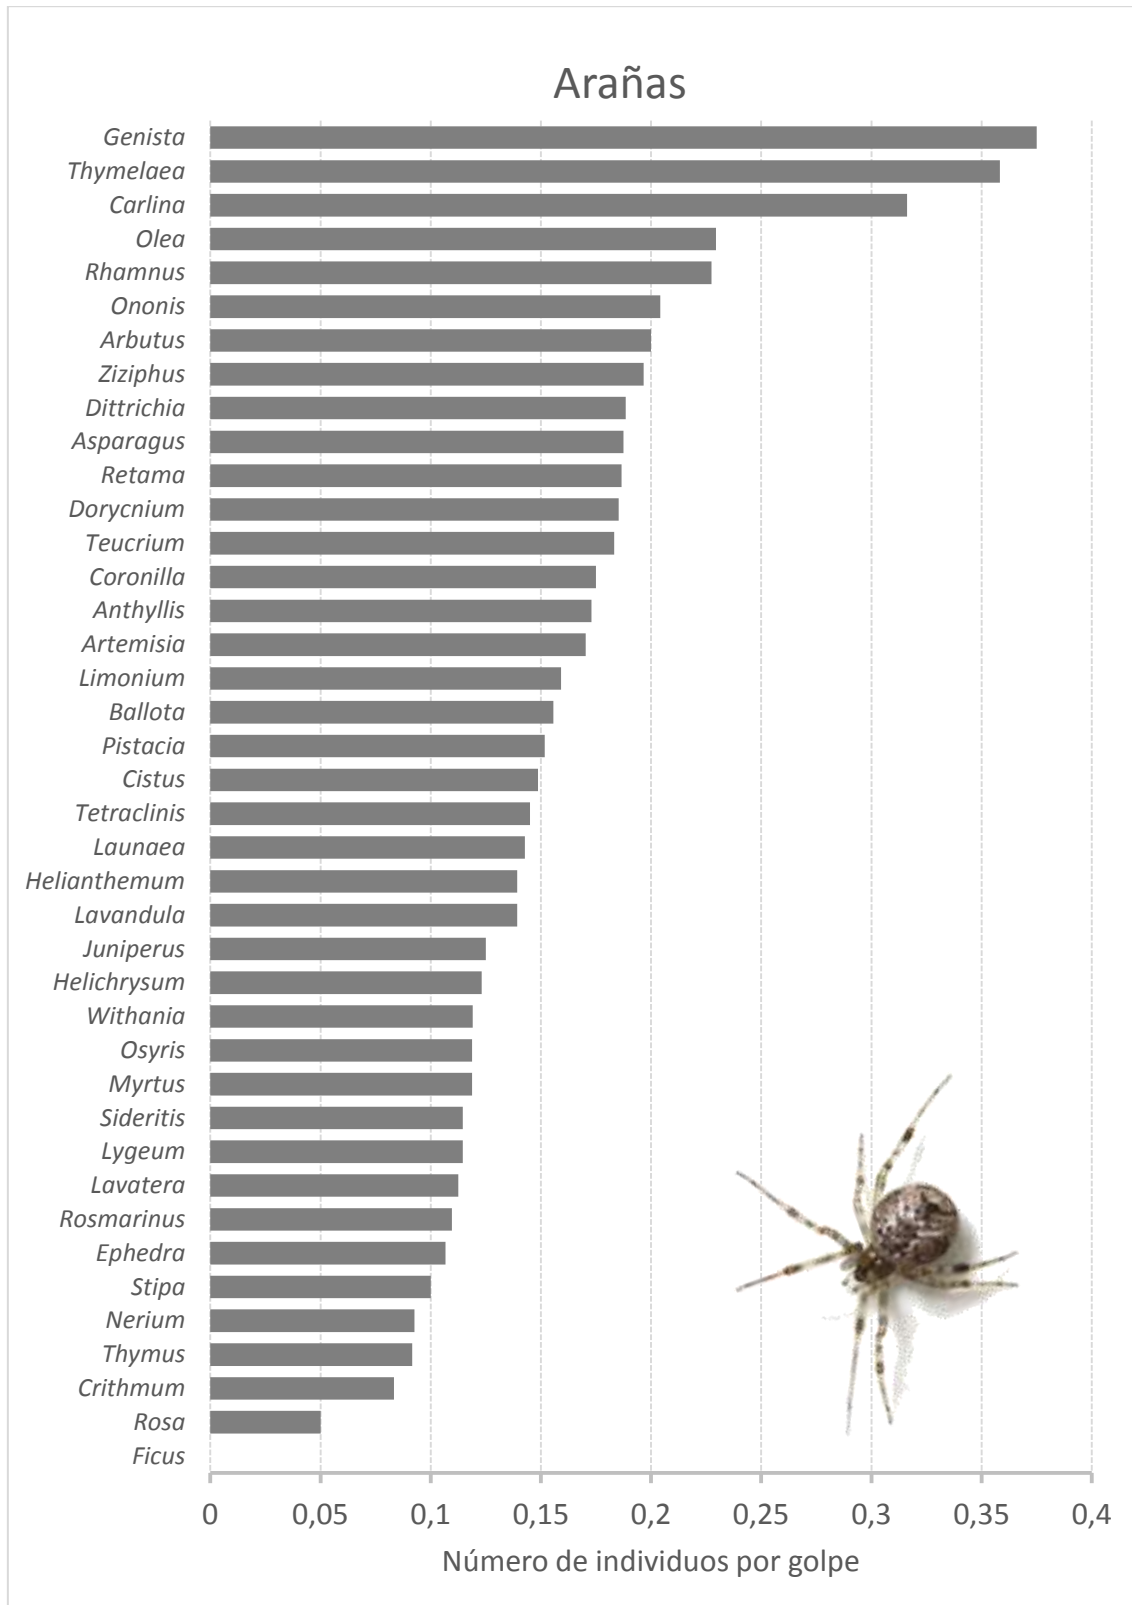 Arañas
Genista
Thymelaea
Carlina
Olea
Rhamnus
Ononis
Arbutus
Ziziphus
Dittrichia
Asparagus
Retama
Dorycnium
Teucrium
Coronilla
Anthyllis
Artemisia
Limonium
Ballota
Pistacia
Cistus
Tetraclinis
Launaea
Helianthemum
Lavandula
Juniperus
Helichrysum
Withania
Osyris
Myrtus
Sideritis
Lygeum
Lavatera
Rosmarinus
Ephedra
Stipa
Nerium
Thymus
Crithmum
Rosa
Ficus
0 0,05 0,1 0,15 0,2 0,25 0,3 0,35 0,4
Número de individuos por golpe